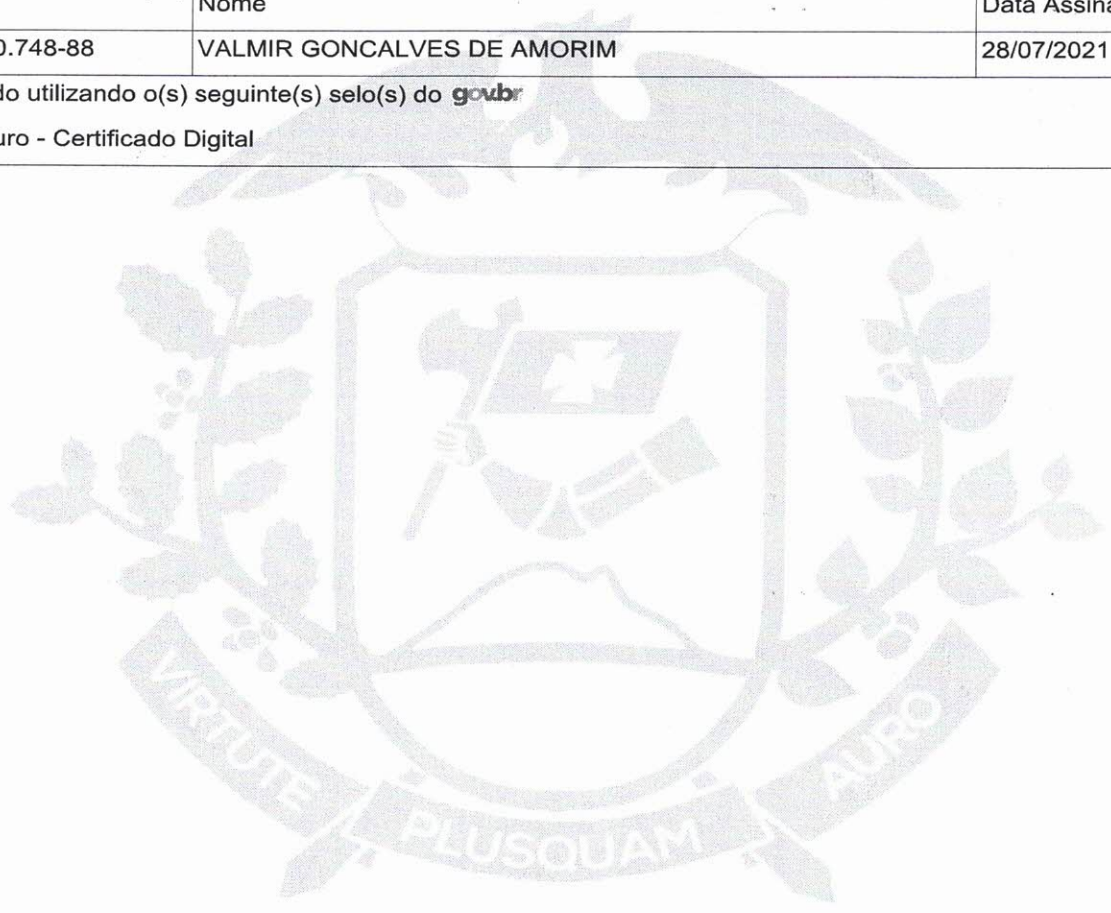 Nome Data Assina
0.748-88 VALMIR GONCALVES DE AMORIM 28/07/2021
do utilizando o(s) seguinte(s) selo(s) do gov.br
uro - Certificado Digital
VIRTUTE PLUSQUAM AURO